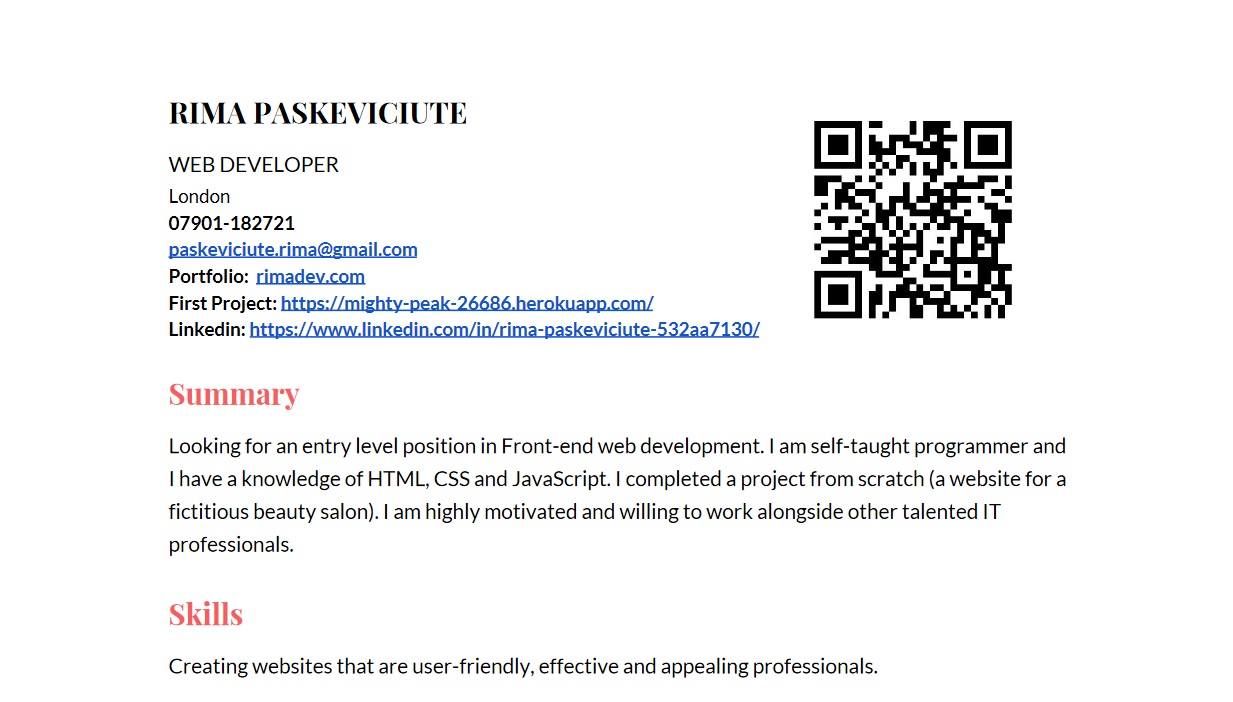 RIMA PASKEVICIUTE
WEB DEVELOPER
London
07901-182721
paskeviciute.rima@gmail.com
Portfolio: rimadev.com
First Project: https://mighty-peak-26686.herokuapp.com/
Linkedin: https://www.linkedin.com/in/rima-paskeviciute-532aa7130/
Summary
Looking for an entry level position in Front-end web development. I am self-taught programmer and
I have a knowledge of HTML, CSS and JavaScript. I completed a project from scratch (a website for a
fictitious beauty salon). I am highly motivated and willing to work alongside other talented IT
professionals.
Skills
Creating websites that are user-friendly, effective and appealing professionals.